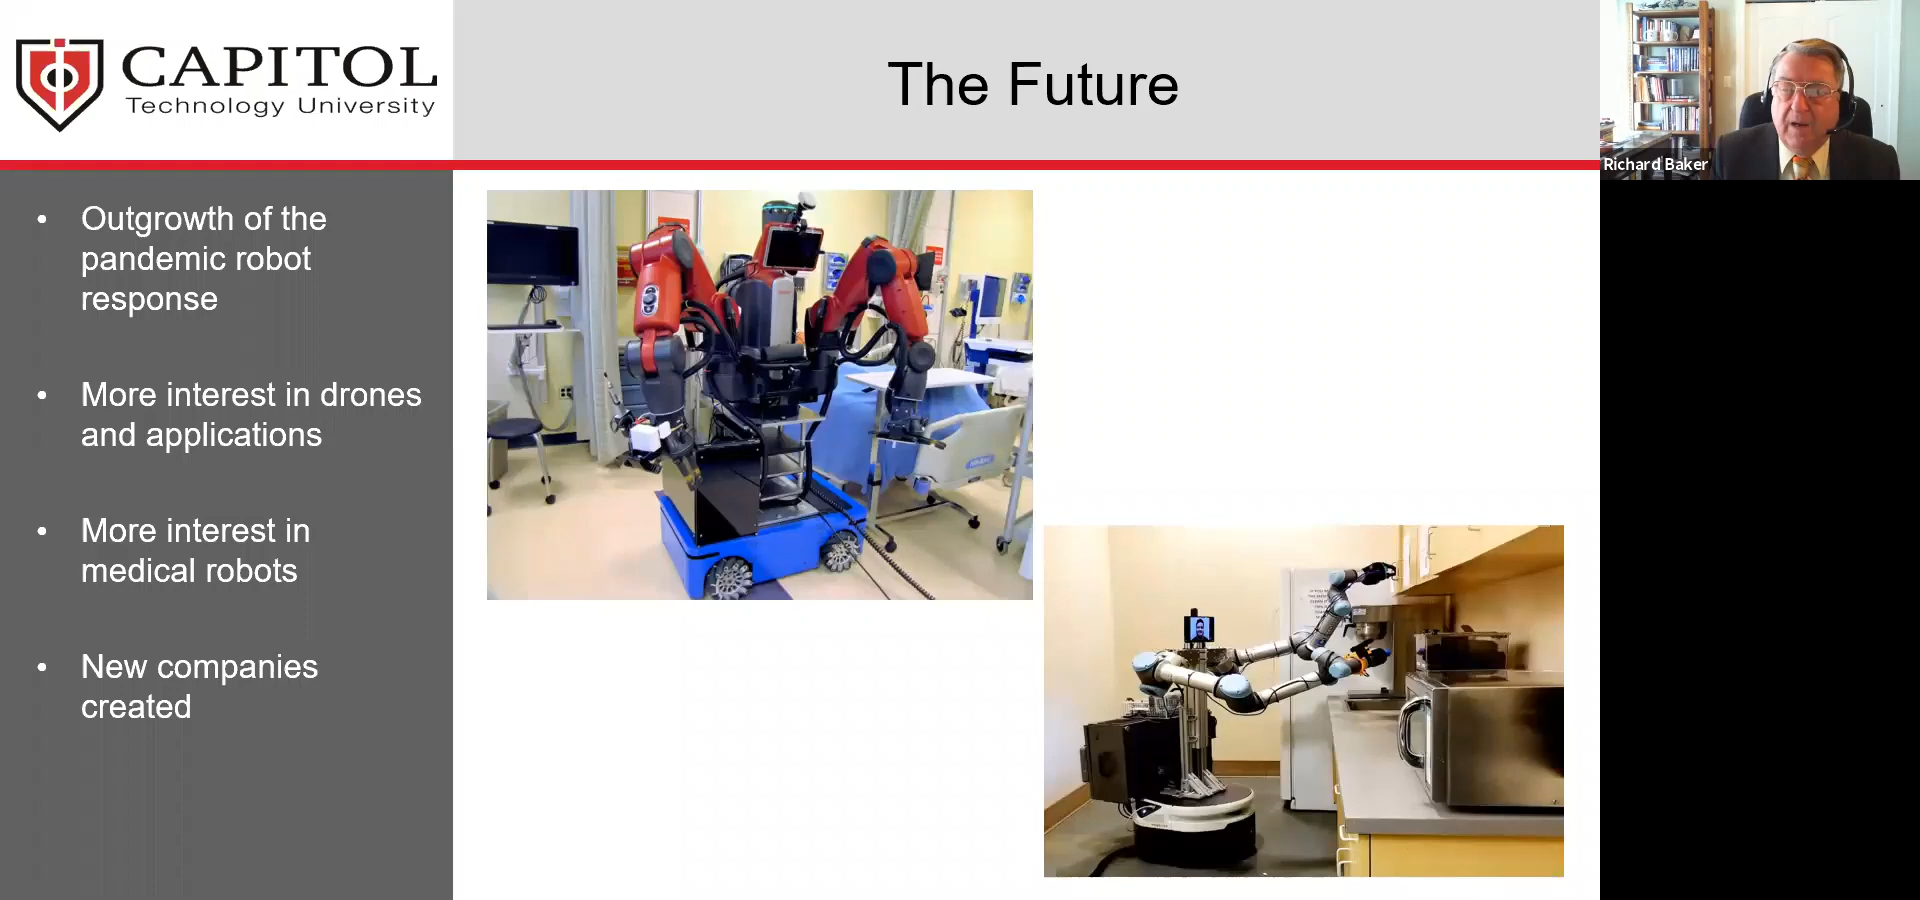 CAPITOL
Technology University
The Future
Richard Baker
• Outgrowth of the
pandemic robot
response
• More interest in drones
and applications
• More interest in
medical robots
• New companies
created